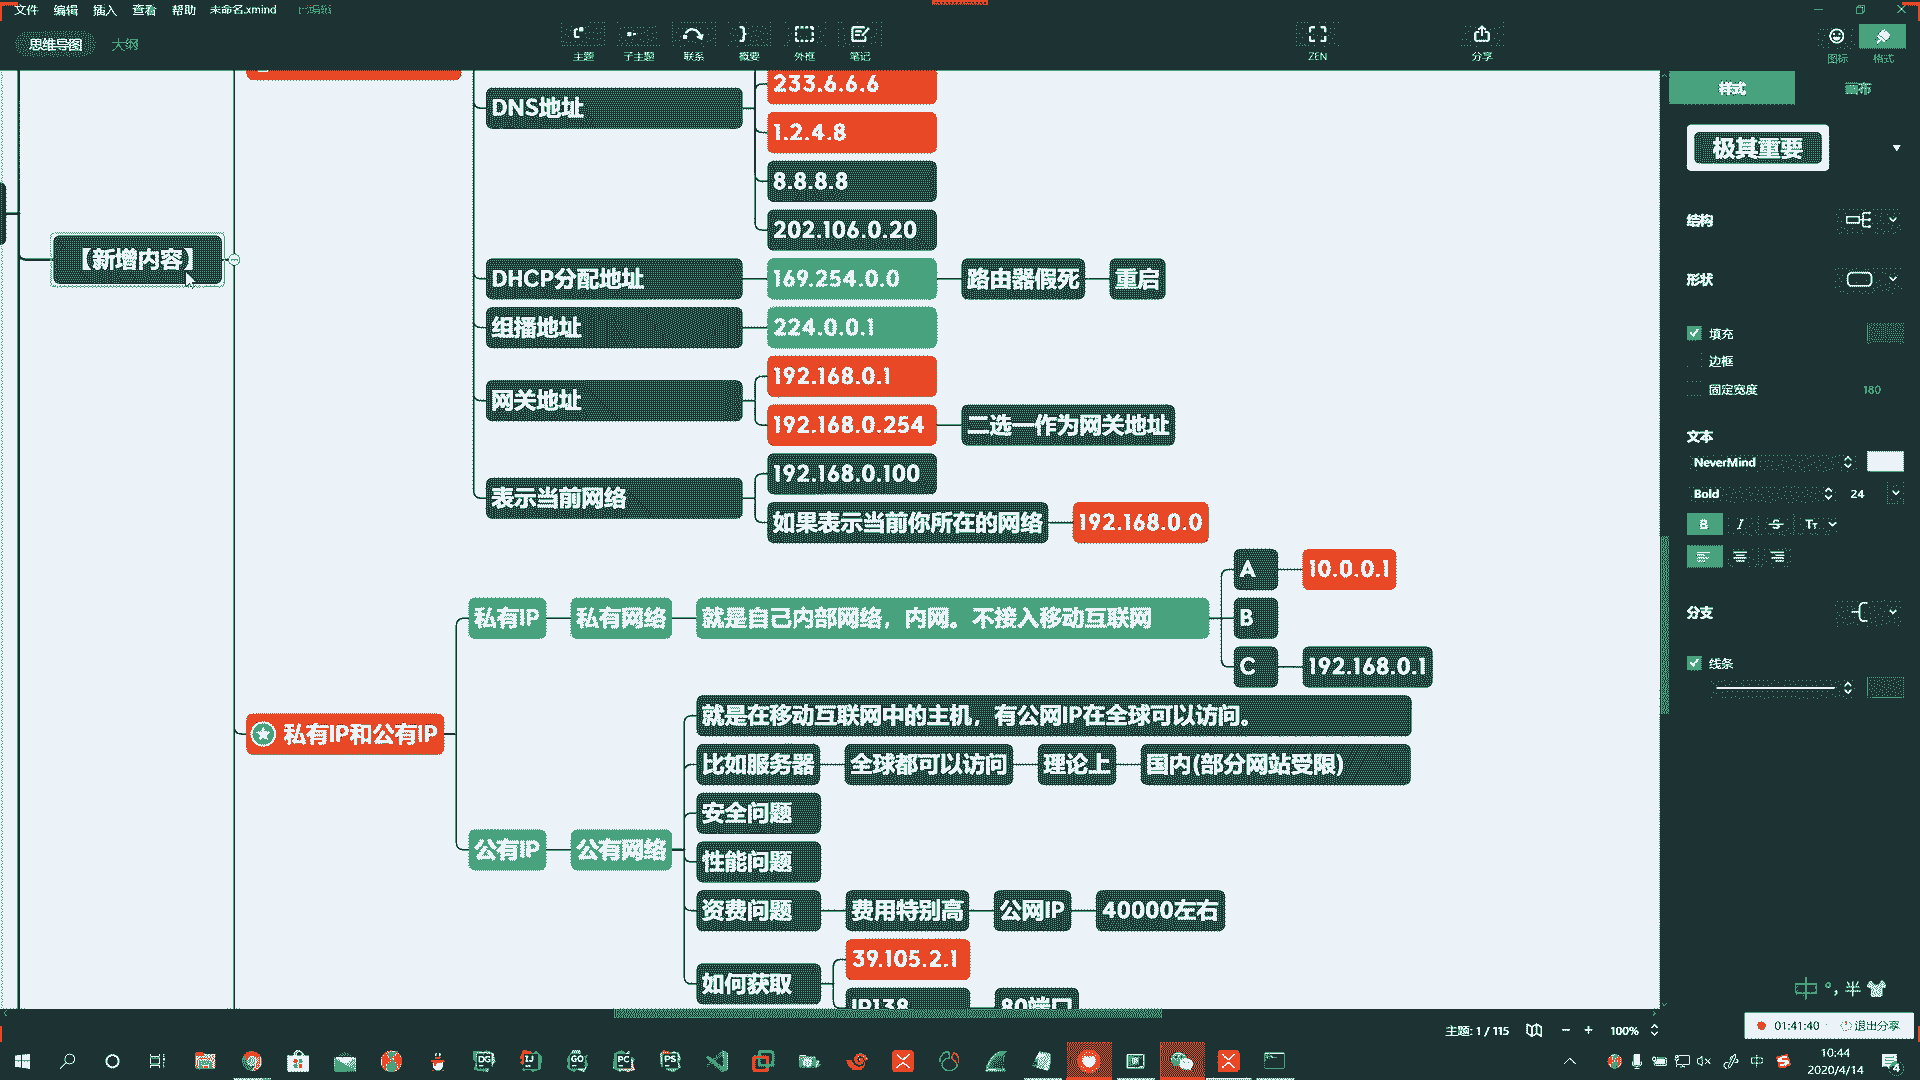 文件 编辑 插入 查看 帮助 未命名.xmind 已编辑
思维导图 大纲
主题 子主题 联系 概要 外框 笔记 ZEN 分享 图标 格式
样式 画布
极其重要
结构
形状
填充
边框
固定宽度 180
文本
NeverMind
Bold 24
B I S Tт
分支
线条
【新增内容】
DNS地址
233.6.6.6
1.2.4.8
8.8.8.8
202.106.0.20
DHCP分配地址 169.254.0.0 路由器假死 重启
组播地址 224.0.0.1
网关地址
192.168.0.1
192.168.0.254 二选一作为网关地址
表示当前网络
192.168.0.100
如果表示当前你所在的网络 192.168.0.0
私有IP和公有IP
私有IP 私有网络 就是自己内部网络，内网。不接入移动互联网
A 10.0.0.1
B
C 192.168.0.1
公有IP 公有网络
就是在移动互联网中的主机，有公网IP在全球可以访问。
比如服务器 全球都可以访问 理论上 国内(部分网站受限)
安全问题
性能问题
资费问题 费用特别高 公网IP 40000左右
如何获取
39.105.2.1
IP138 80端口
中 °, 半
主题: 1 / 115 100%
01:41:40 退出分享
DG IJ GO PC PS
中
10:44
2020/4/14
4